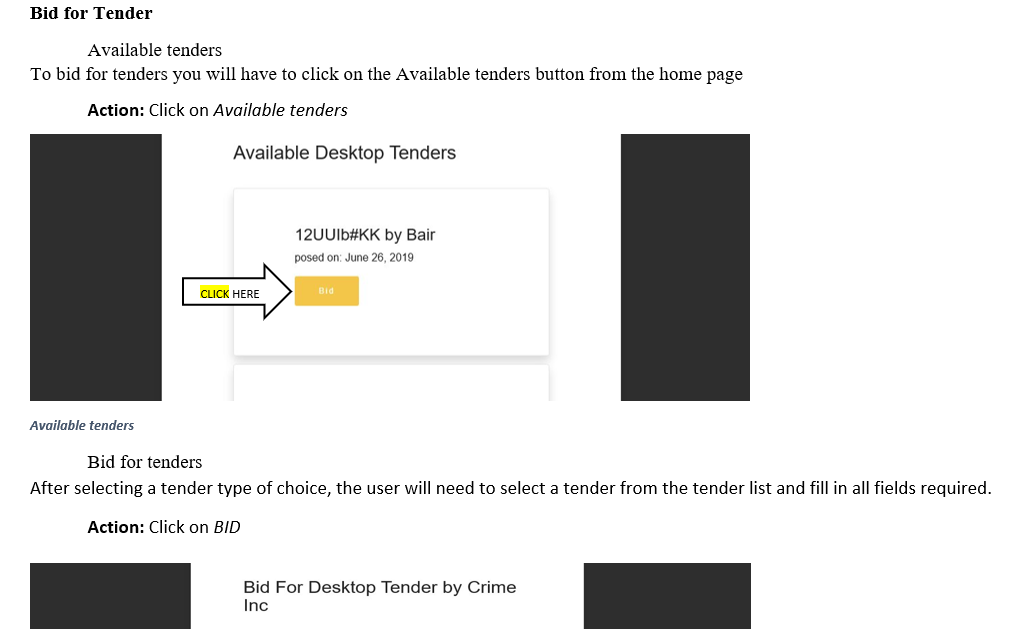 Bid for Tender
Available tenders
To bid for tenders you will have to click on the Available tenders button from the home page
Action: Click on Available tenders
Available Desktop Tenders
12UUIb#KK by Bair
posed on: June 26, 2019
CLICK HERE
Bid
Available tenders
Bid for tenders
After selecting a tender type of choice, the user will need to select a tender from the tender list and fill in all fields required.
Action: Click on BID
Bid For Desktop Tender by Crime
Inc